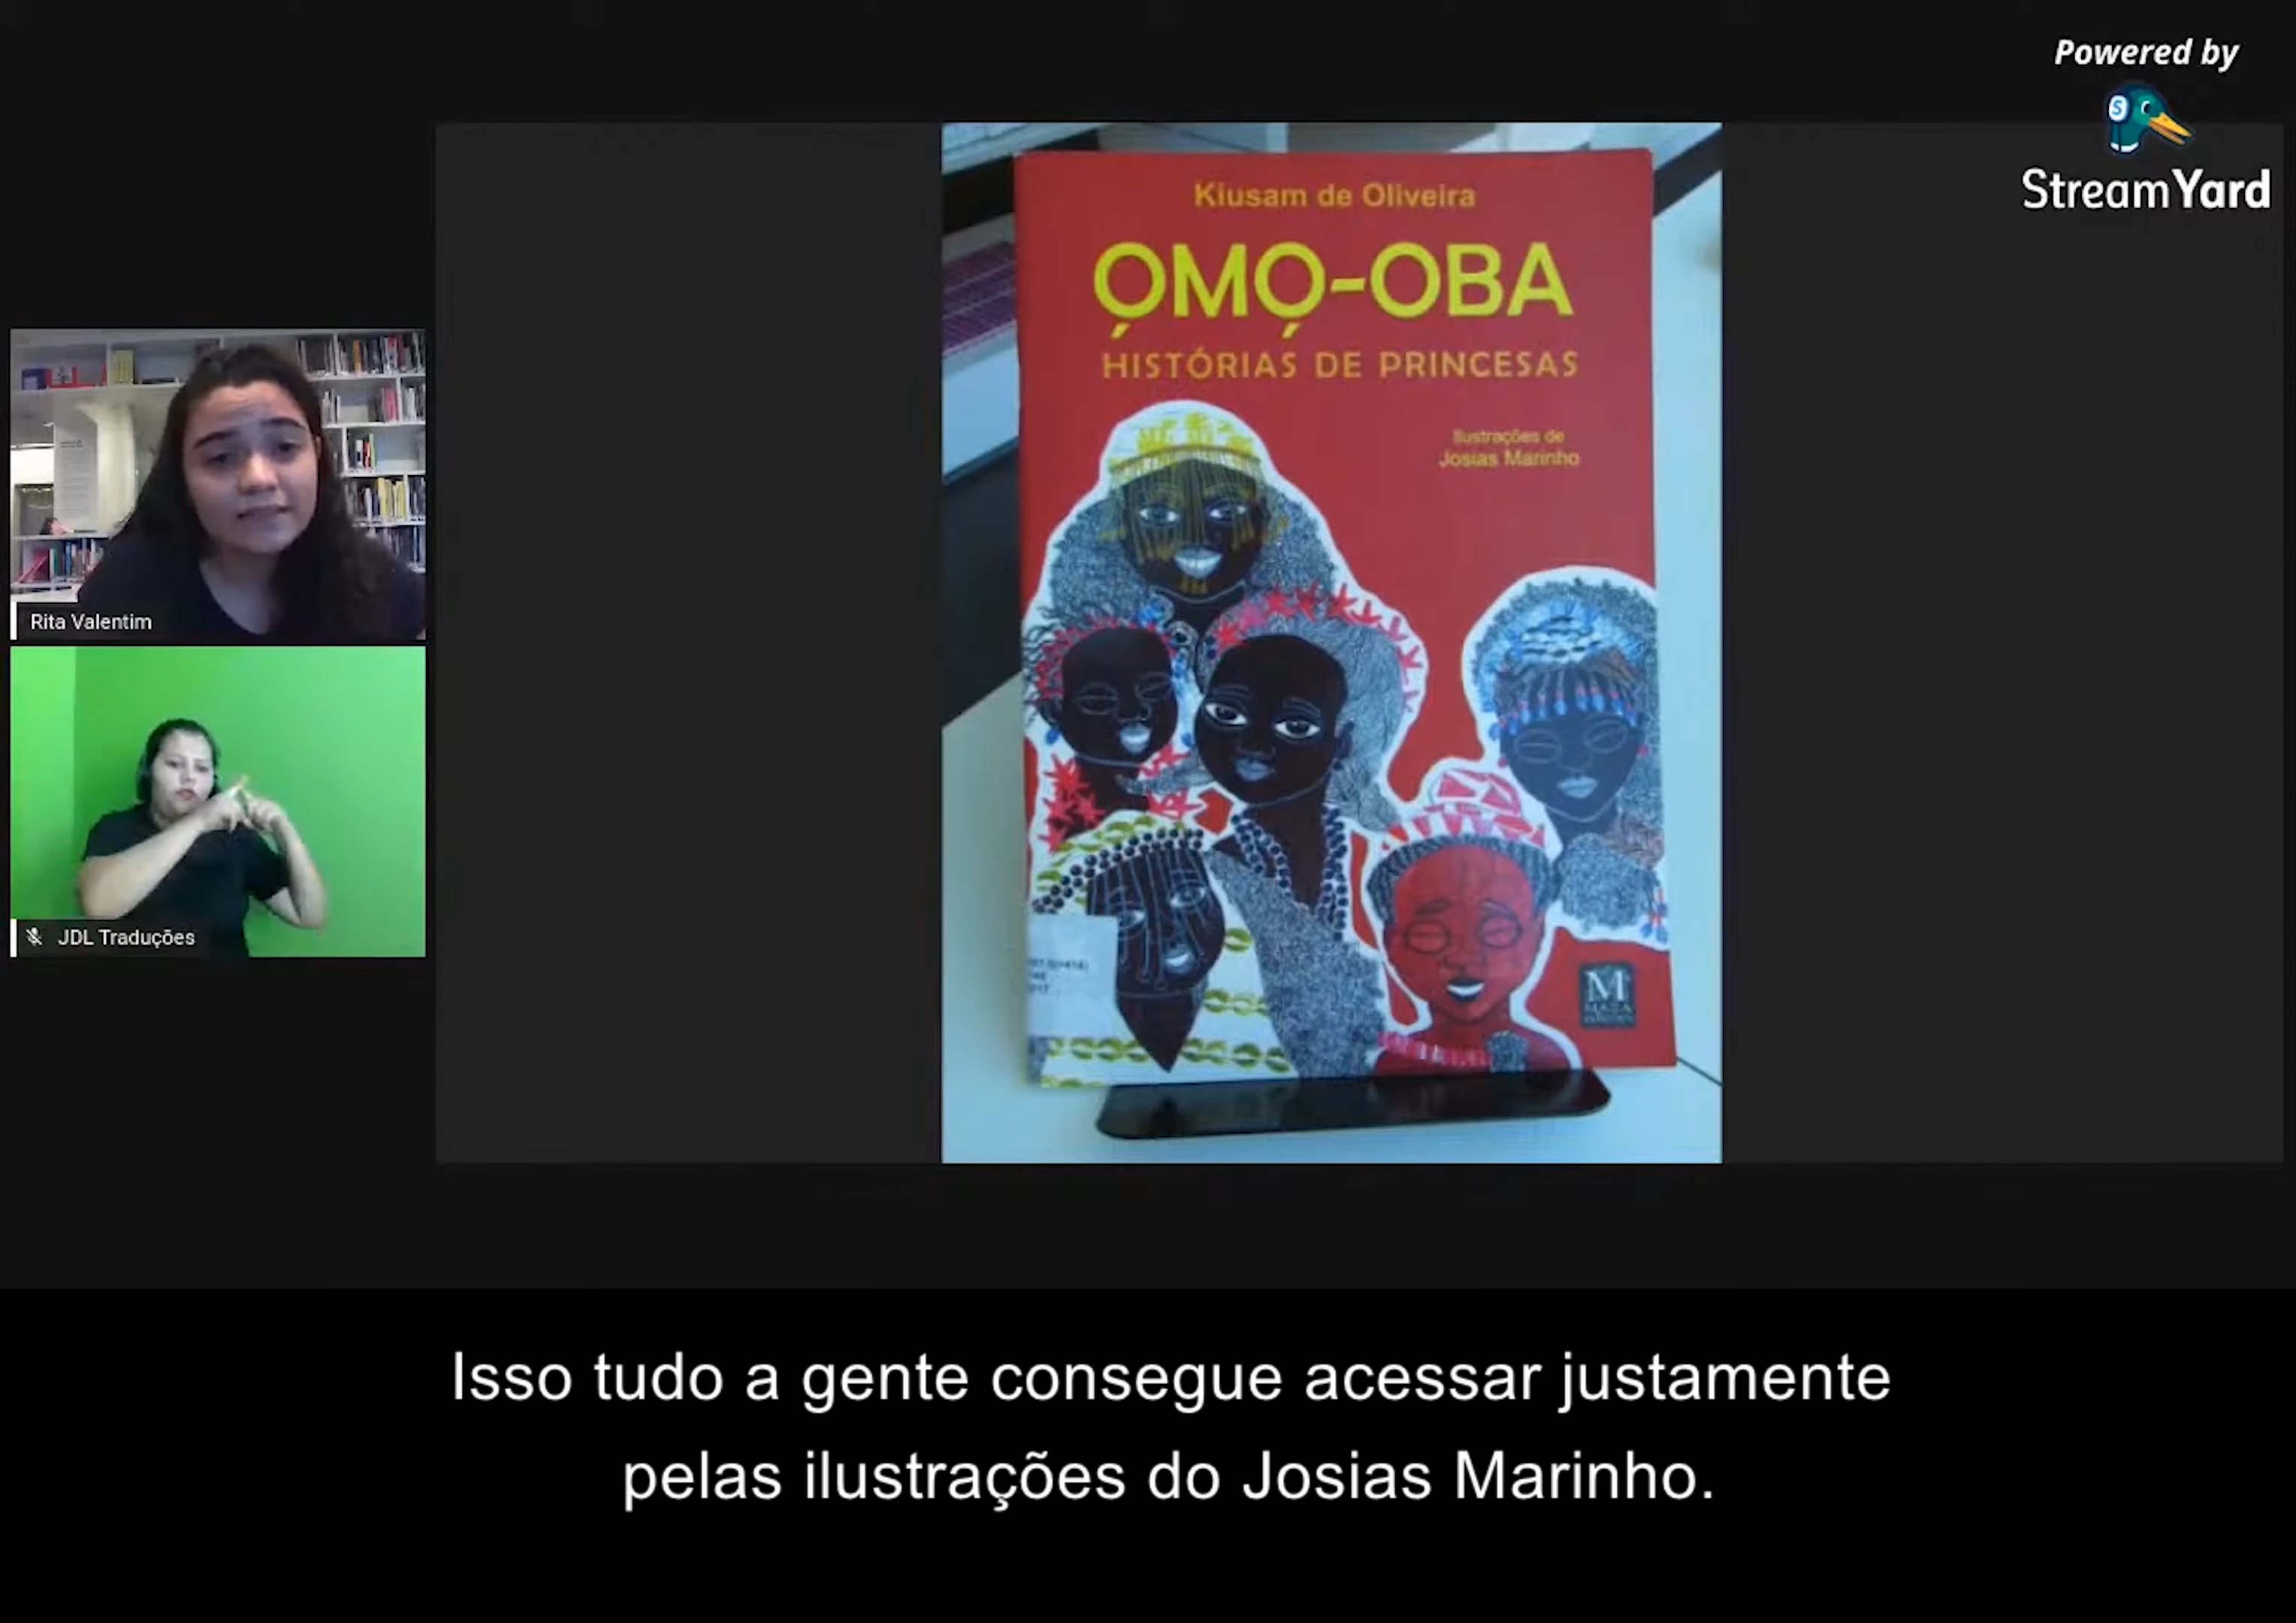 Powered by
StreamYard
Kiusam de Oliveira
ỌMỌ-OBA
HISTÓRIAS DE PRINCESAS
Ilustrações de
Josias Marinho
M
MAZA
Rita Valentim
JDL Traduções
Isso tudo a gente consegue acessar justamente
pelas ilustrações do Josias Marinho.